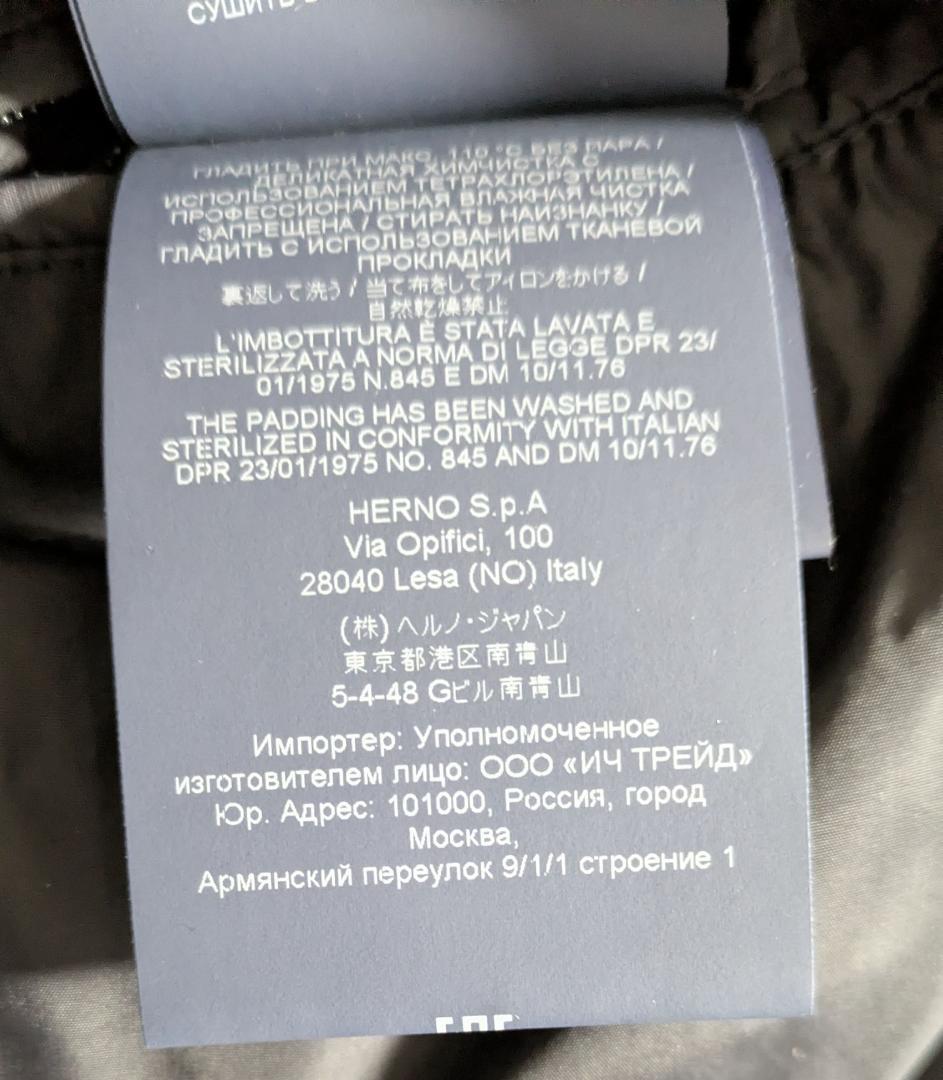 СУШИТЬ
ГЛАДИТЬ ПРИ МАКС. 110 °C БЕЗ ПАРА /
ДЕЛИКАТНАЯ ХИМЧИСТКА С
ИСПОЛЬЗОВАНИЕМ ТЕТРАХЛОРЭТИЛЕНА /
ПРОФЕССИОНАЛЬНАЯ ВЛАЖНАЯ ЧИСТКА
ЗАПРЕЩЕНА / СТИРАТЬ НАИЗНАНКУ /
ГЛАДИТЬ С ИСПОЛЬЗОВАНИЕМ ТКАНЕВОЙ
ПРОКЛАДКИ
裏返して洗う / 当て布をしてアイロンをかける /
自然乾燥禁止
L'IMBOTTITURA È STATA LAVATA E
STERILIZZATA A NORMA DI LEGGE DPR 23/
01/1975 N.845 E DM 10/11.76
THE PADDING HAS BEEN WASHED AND
STERILIZED IN CONFORMITY WITH ITALIAN
DPR 23/01/1975 NO. 845 AND DM 10/11.76
HERNO S.p.A
Via Opifici, 100
28040 Lesa (NO) Italy
(株) ヘルノ・ジャパン
東京都港区南青山
5-4-48 Gビル南青山
Импортер: Уполномоченное
изготовителем лицо: ООО «ИЧ ТРЕЙД»
Юр. Адрес: 101000, Россия, город
Москва,
Армянский переулок 9/1/1 строение 1